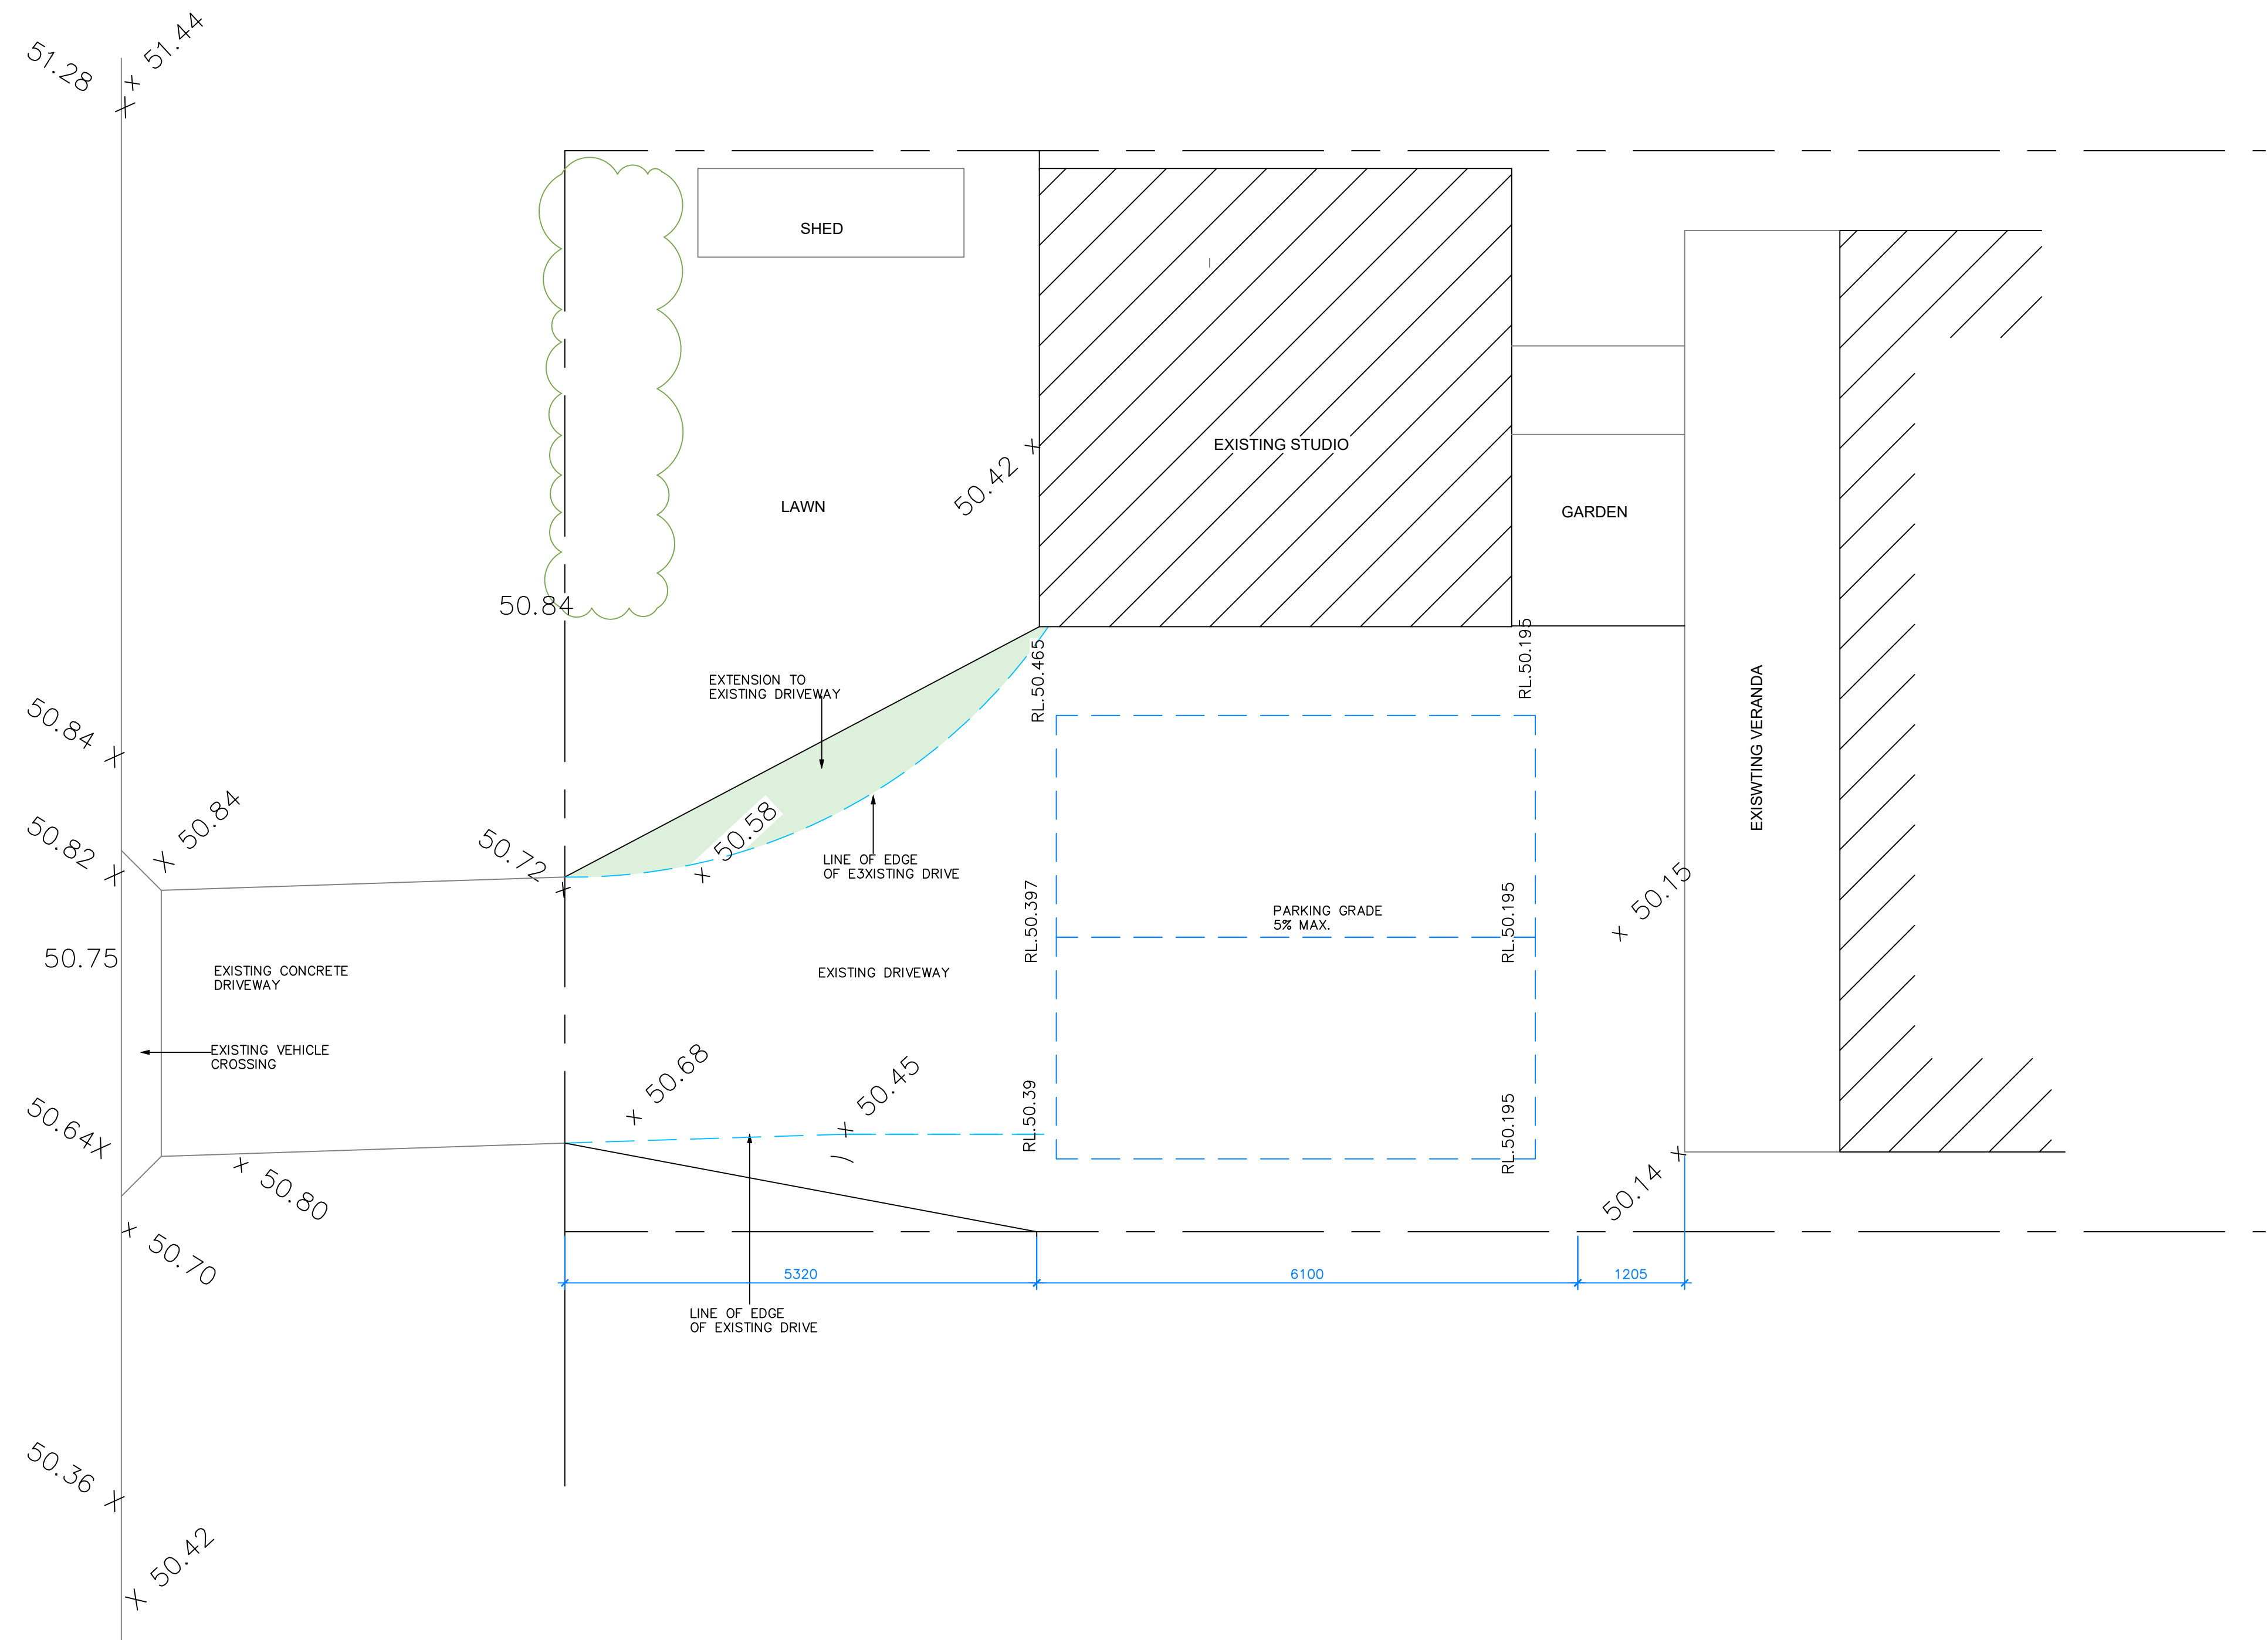 51.28
x 51.44
X
SHED
50.42 x
EXISTING STUDIO
LAWN
GARDEN
50.84
RL.50.465
RL.50.195
EXTENSION TO
EXISTING DRIVEWAY
EXISWTING VERANDA
50.84 X
50.82 X
X 50.84
50.72 x
x 50.58
LINE OF EDGE
OF E3XISTING DRIVE
RL.50.397
PARKING GRADE
5% MAX.
RL.50.195
x 50.15
50.75
EXISTING CONCRETE
DRIVEWAY
EXISTING DRIVEWAY
EXISTING VEHICLE
CROSSING
50.64X
x 50.68
x 50.45
RL.50.39
RL.50.195
x 50.80
50.14 x
x 50.70
5320
6100
1205
LINE OF EDGE
OF EXISTING DRIVE
50.36 X
X 50.42